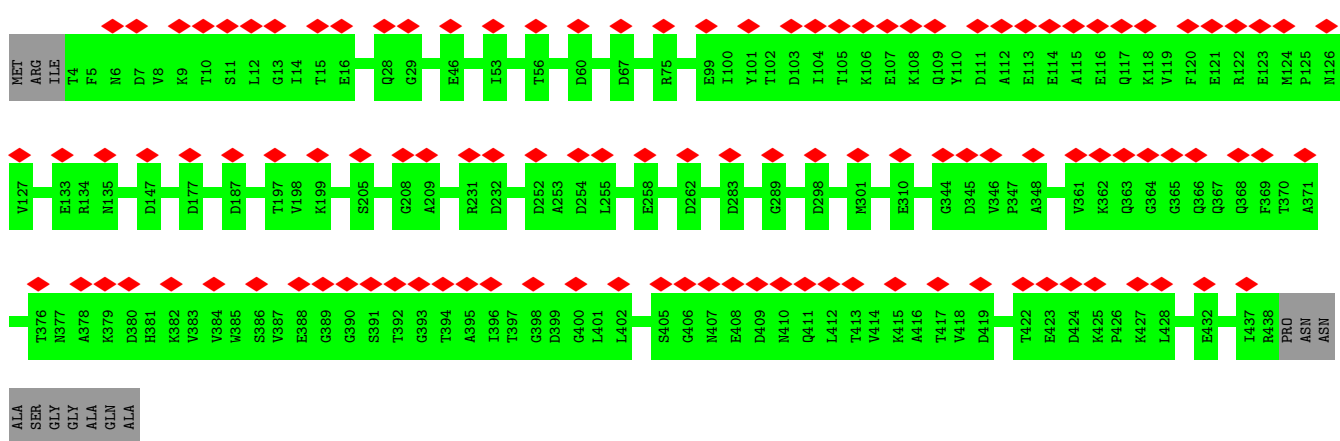 MET ARG ILE T4 F5 N6 D7 V8 K9 T10 S11 L12 G13 I14 T15 E16 Q28 G29 E46 I53 T56 D60 D67 R75 E99 I100 Y101 T102 D103 I104 T105 K106 E107 K108 Q109 Y110 D111 A112 E113 E114 A115 E116 Q117 K118 V119 F120 E121 R122 E123 M124 P125 N126
V127 E133 R134 N135 D147 D177 D187 T197 V198 K199 S205 G208 A209 R231 D232 D252 A253 D254 L255 E258 D262 D283 G289 D298 M301 E310 G344 D345 V346 P347 A348 V361 K362 Q363 G364 G365 Q366 Q367 Q368 F369 T370 A371
T376 N377 A378 K379 D380 H381 K382 V383 V384 W385 S386 V387 E388 G389 G390 S391 T392 G393 T394 A395 I396 T397 G398 D399 G400 L401 L402 S405 G406 N407 E408 D409 N410 Q411 L412 T413 V414 K415 A416 T417 V418 D419 T422 E423 D424 K425 P426 K427 L428 E432 I437 R438 PRO ASN ASN
ALA SER GLY GLY ALA GLN ALA